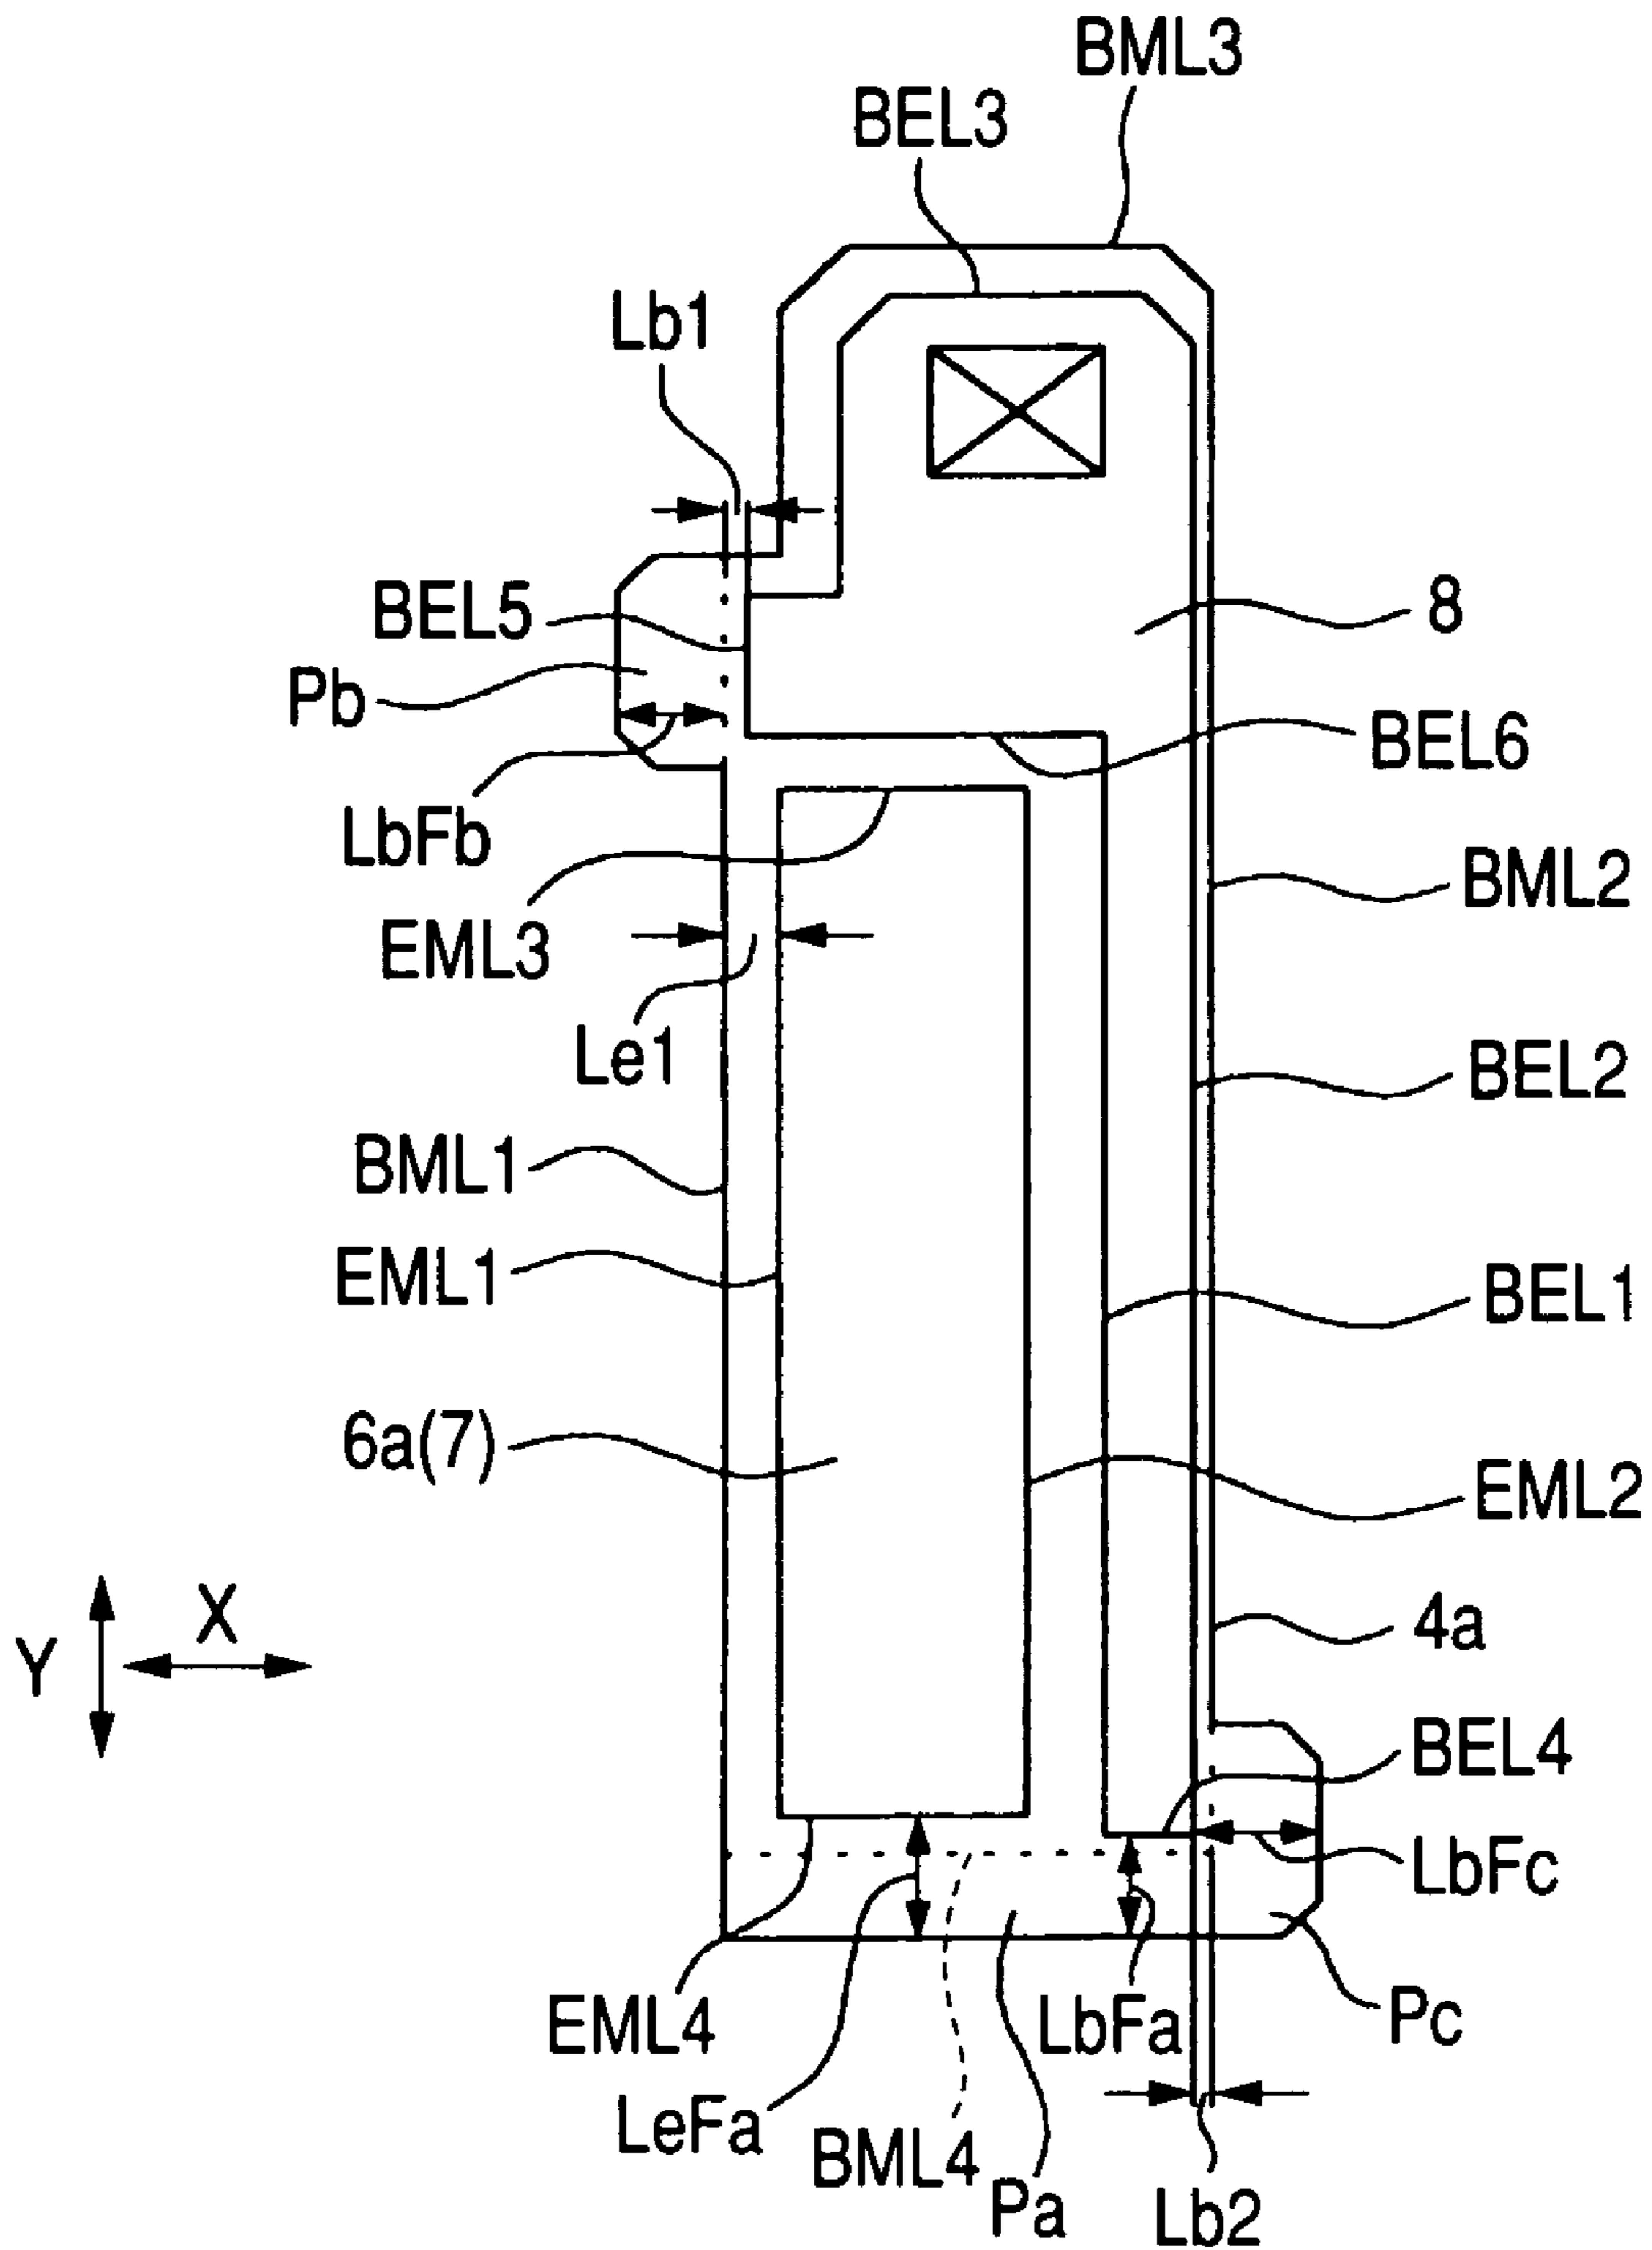 BML3
BEL3
Lb1
BEL5
8
Pb
BEL6
LbFb
BML2
EML3
Le1
BEL2
BML1
EML1
BEL1
6a(7)
EML2
X
4a
Y
BEL4
LbFc
EML4
LbFa
Pc
LeFa
BML4
Pa
Lb2